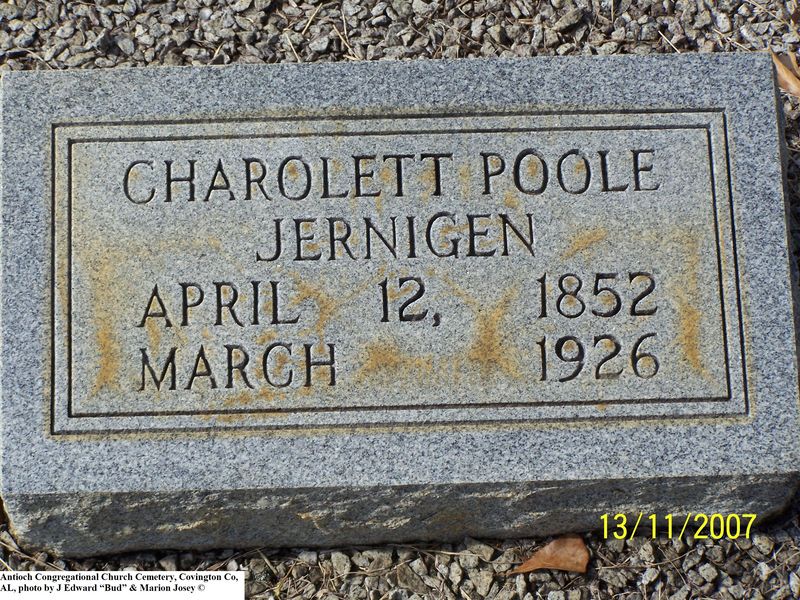 CHAROLETT POOLE
JERNIGEN
APRIL 12, 1852
MARCH 1926
13/11/2007
Antioch Congregational Church Cemetery, Covington Co,
AL, photo by J Edward “Bud” & Marion Josey ©